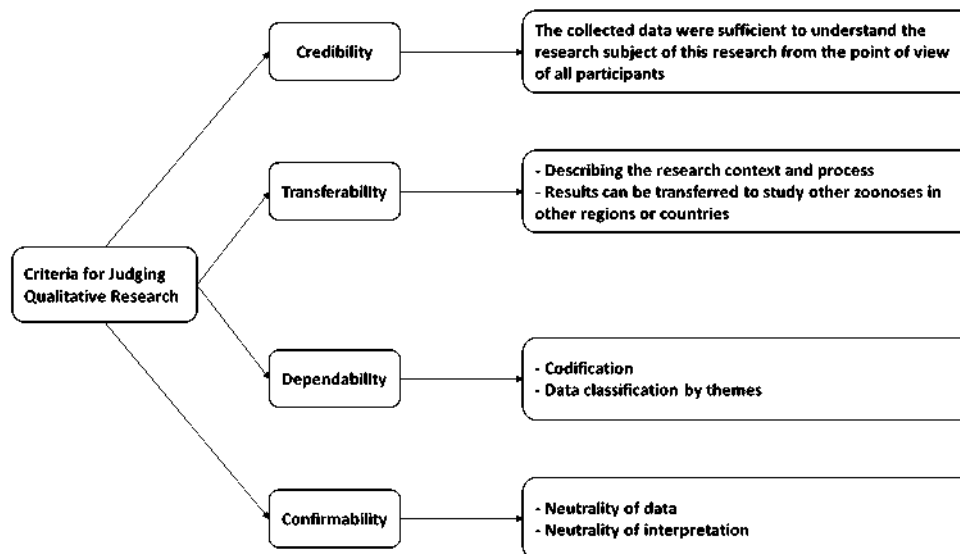 Criteria for Judging
Qualitative Research
Credibility
The collected data were sufficient to understand the
research subject of this research from the point of view
of all participants
Transferability
- Describing the research context and process
- Results can be transferred to study other zoonoses in
other regions or countries
Dependability
- Codification
- Data classification by themes
Confirmability
- Neutrality of data
- Neutrality of interpretation